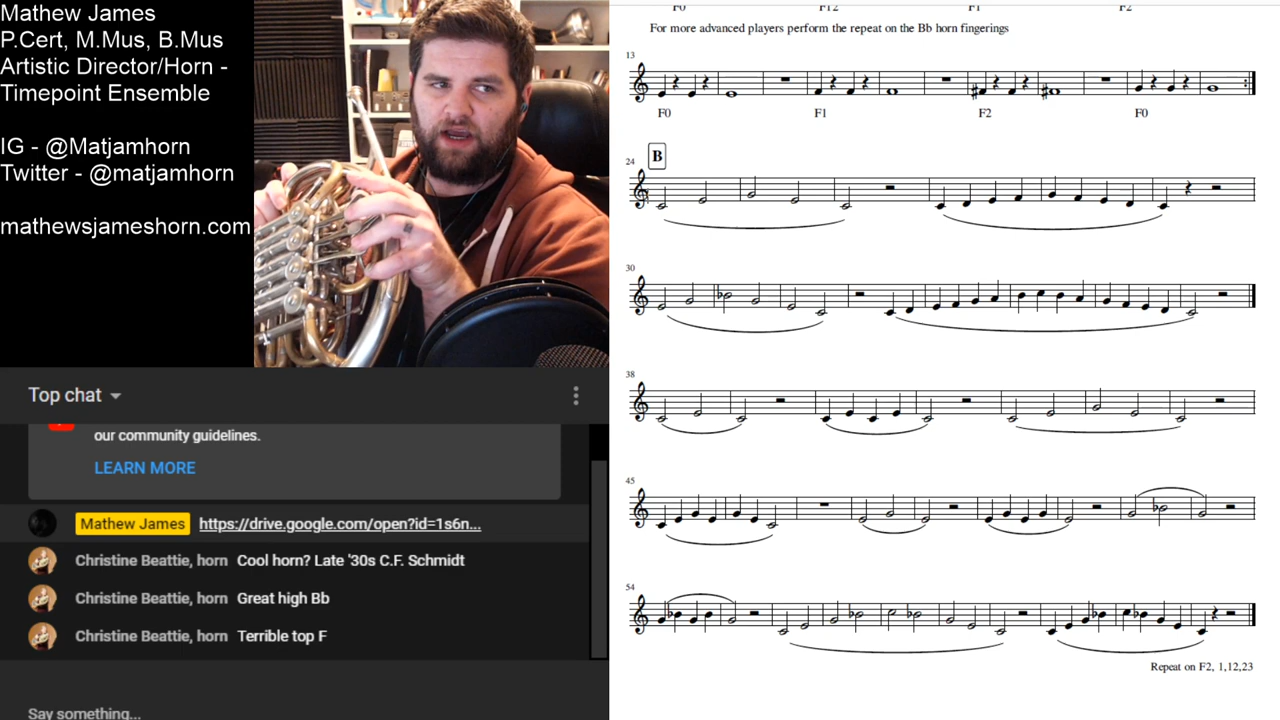 Mathew James
P.Cert, M.Mus, B.Mus
Artistic Director/Horn -
Timepoint Ensemble
IG - @Matjamhorn
Twitter - @matjamhorn
mathewsjameshorn.com
Top chat
our community guidelines.
LEARN MORE
Mathew James https://drive.google.com/open?id=1s6n...
Christine Beattie, horn Cool horn? Late '30s C.F. Schmidt
Christine Beattie, horn Great high Bb
Christine Beattie, horn Terrible top F
Say something...
F0 F12 F1 F2
For more advanced players perform the repeat on the Bb horn fingerings
13
F0 F1 F2 F0
B
24
30
38
45
54
Repeat on F2, 1,12,23